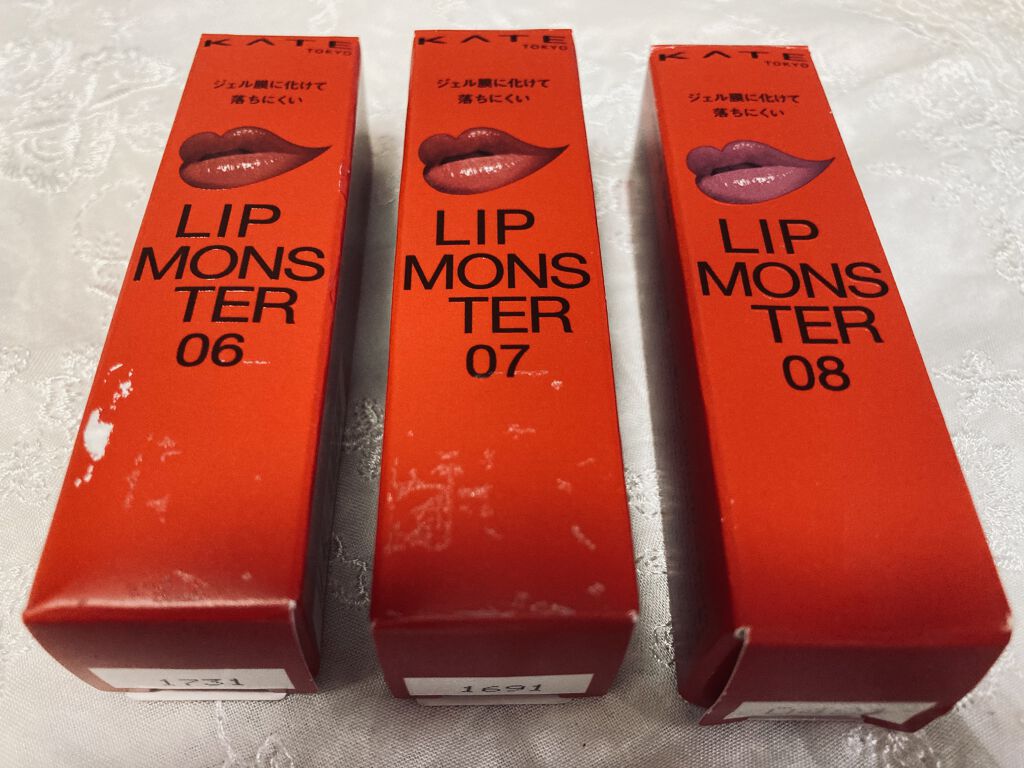 KATE
TOKYO
ジェル膜に化けて
落ちにくい
LIP
MONS
TER
06
1731
KATE
TOKYO
ジェル膜に化けて
落ちにくい
LIP
MONS
TER
07
1691
KATE
TOKYO
ジェル膜に化けて
落ちにくい
LIP
MONS
TER
08